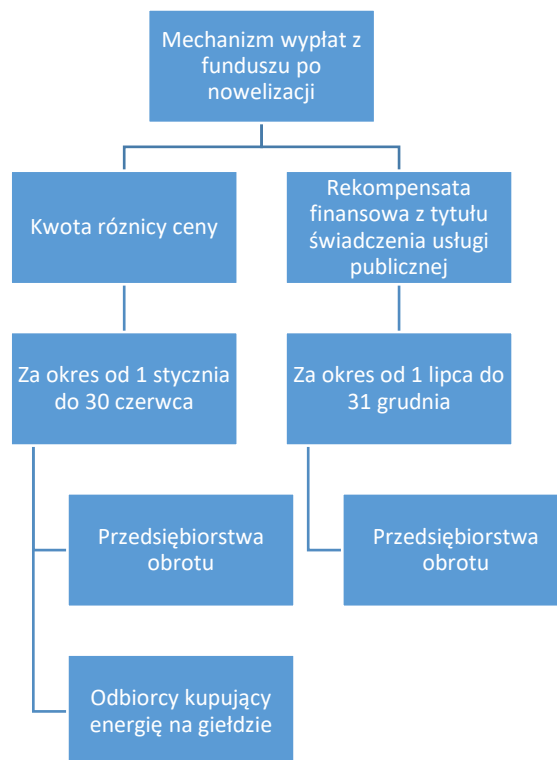 Mechanizm wypłat z
funduszu po
nowelizacji
Kwota róznicy ceny
Rekompensata
finansowa z tytułu
świadczenia usługi
publicznej
Za okres od 1 stycznia
do 30 czerwca
Za okres od 1 lipca do
31 grudnia
Przedsiębiorstwa
obrotu
Przedsiębiorstwa
obrotu
Odbiorcy kupujący
energię na giełdzie